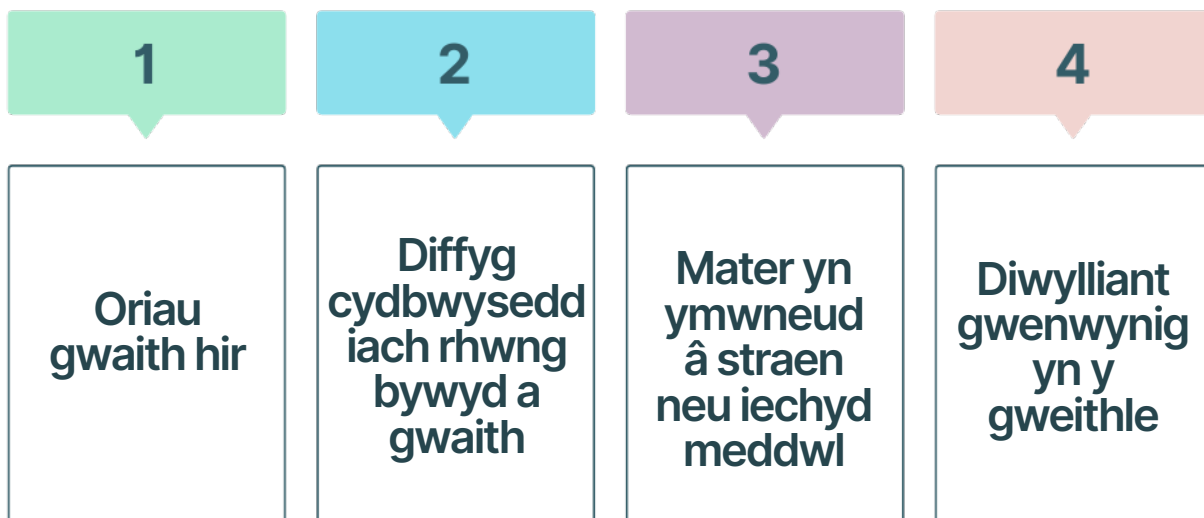 1
2
3
4
Oriau
gwaith hir
Diffyg
cydbwysedd
iach rhwng
bywyd a
gwaith
Mater yn
ymwneud
â straen
neu iechyd
meddwl
Diwylliant
gwenwynig
yn y
gweithle